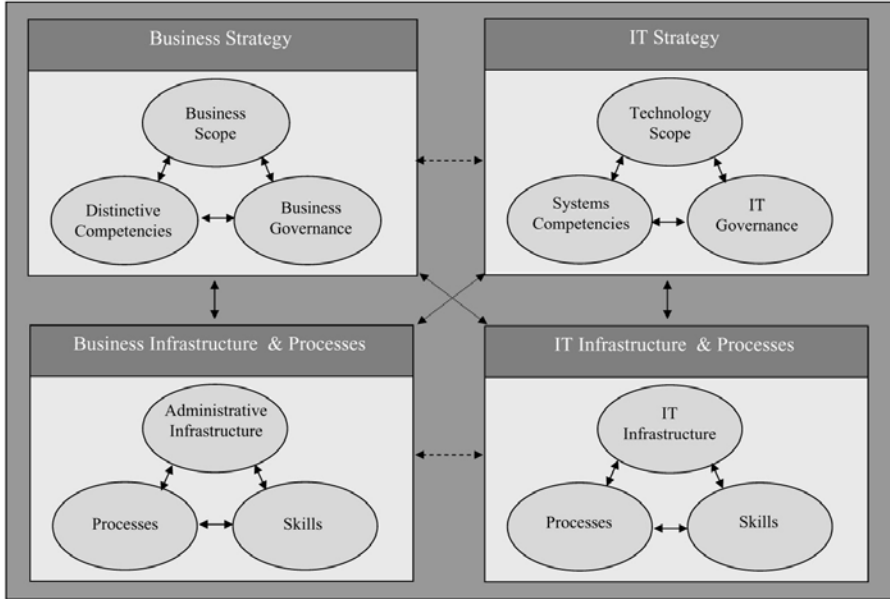 Business Strategy
Business
Scope
Distinctive
Competencies
Business
Governance
IT Strategy
Technology
Scope
Systems
Competencies
IT
Governance
Business Infrastructure & Processes
Administrative
Infrastructure
Processes
Skills
IT Infrastructure & Processes
IT
Infrastructure
Processes
Skills